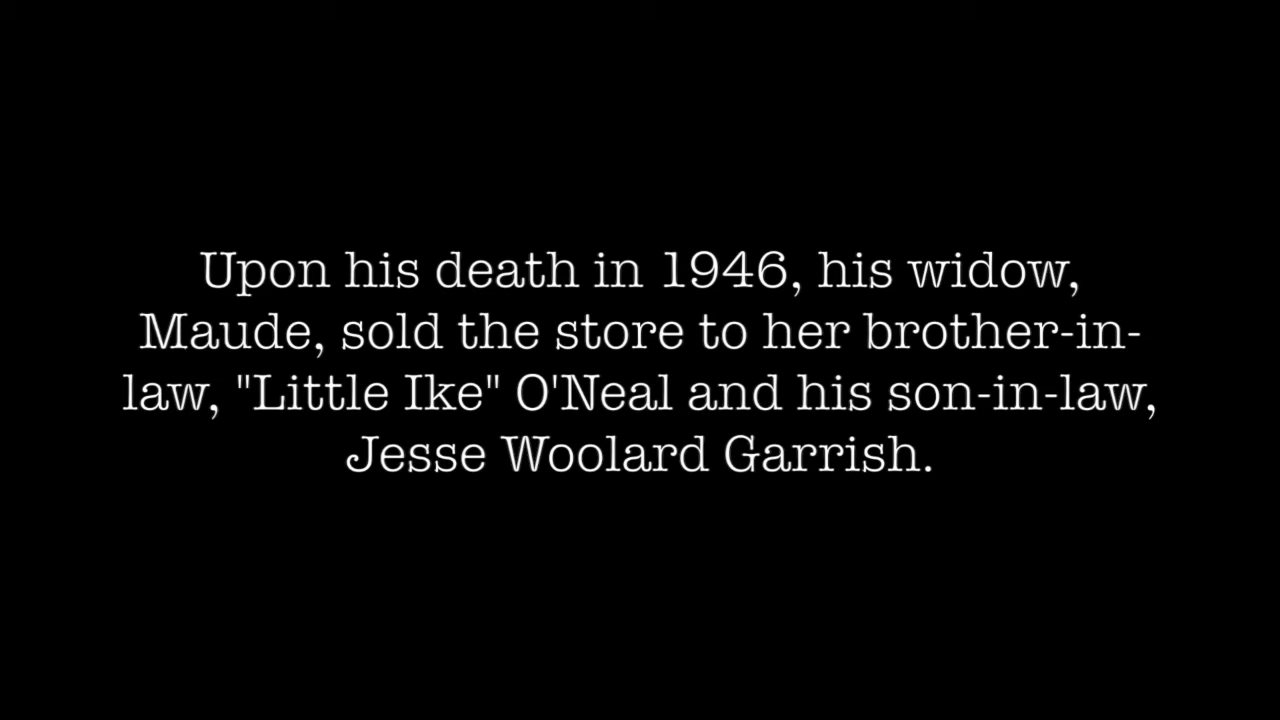 Upon his death in 1946, his widow,
Maude, sold the store to her brother-in-
law, "Little Ike" O'Neal and his son-in-law,
Jesse Woolard Garrish.